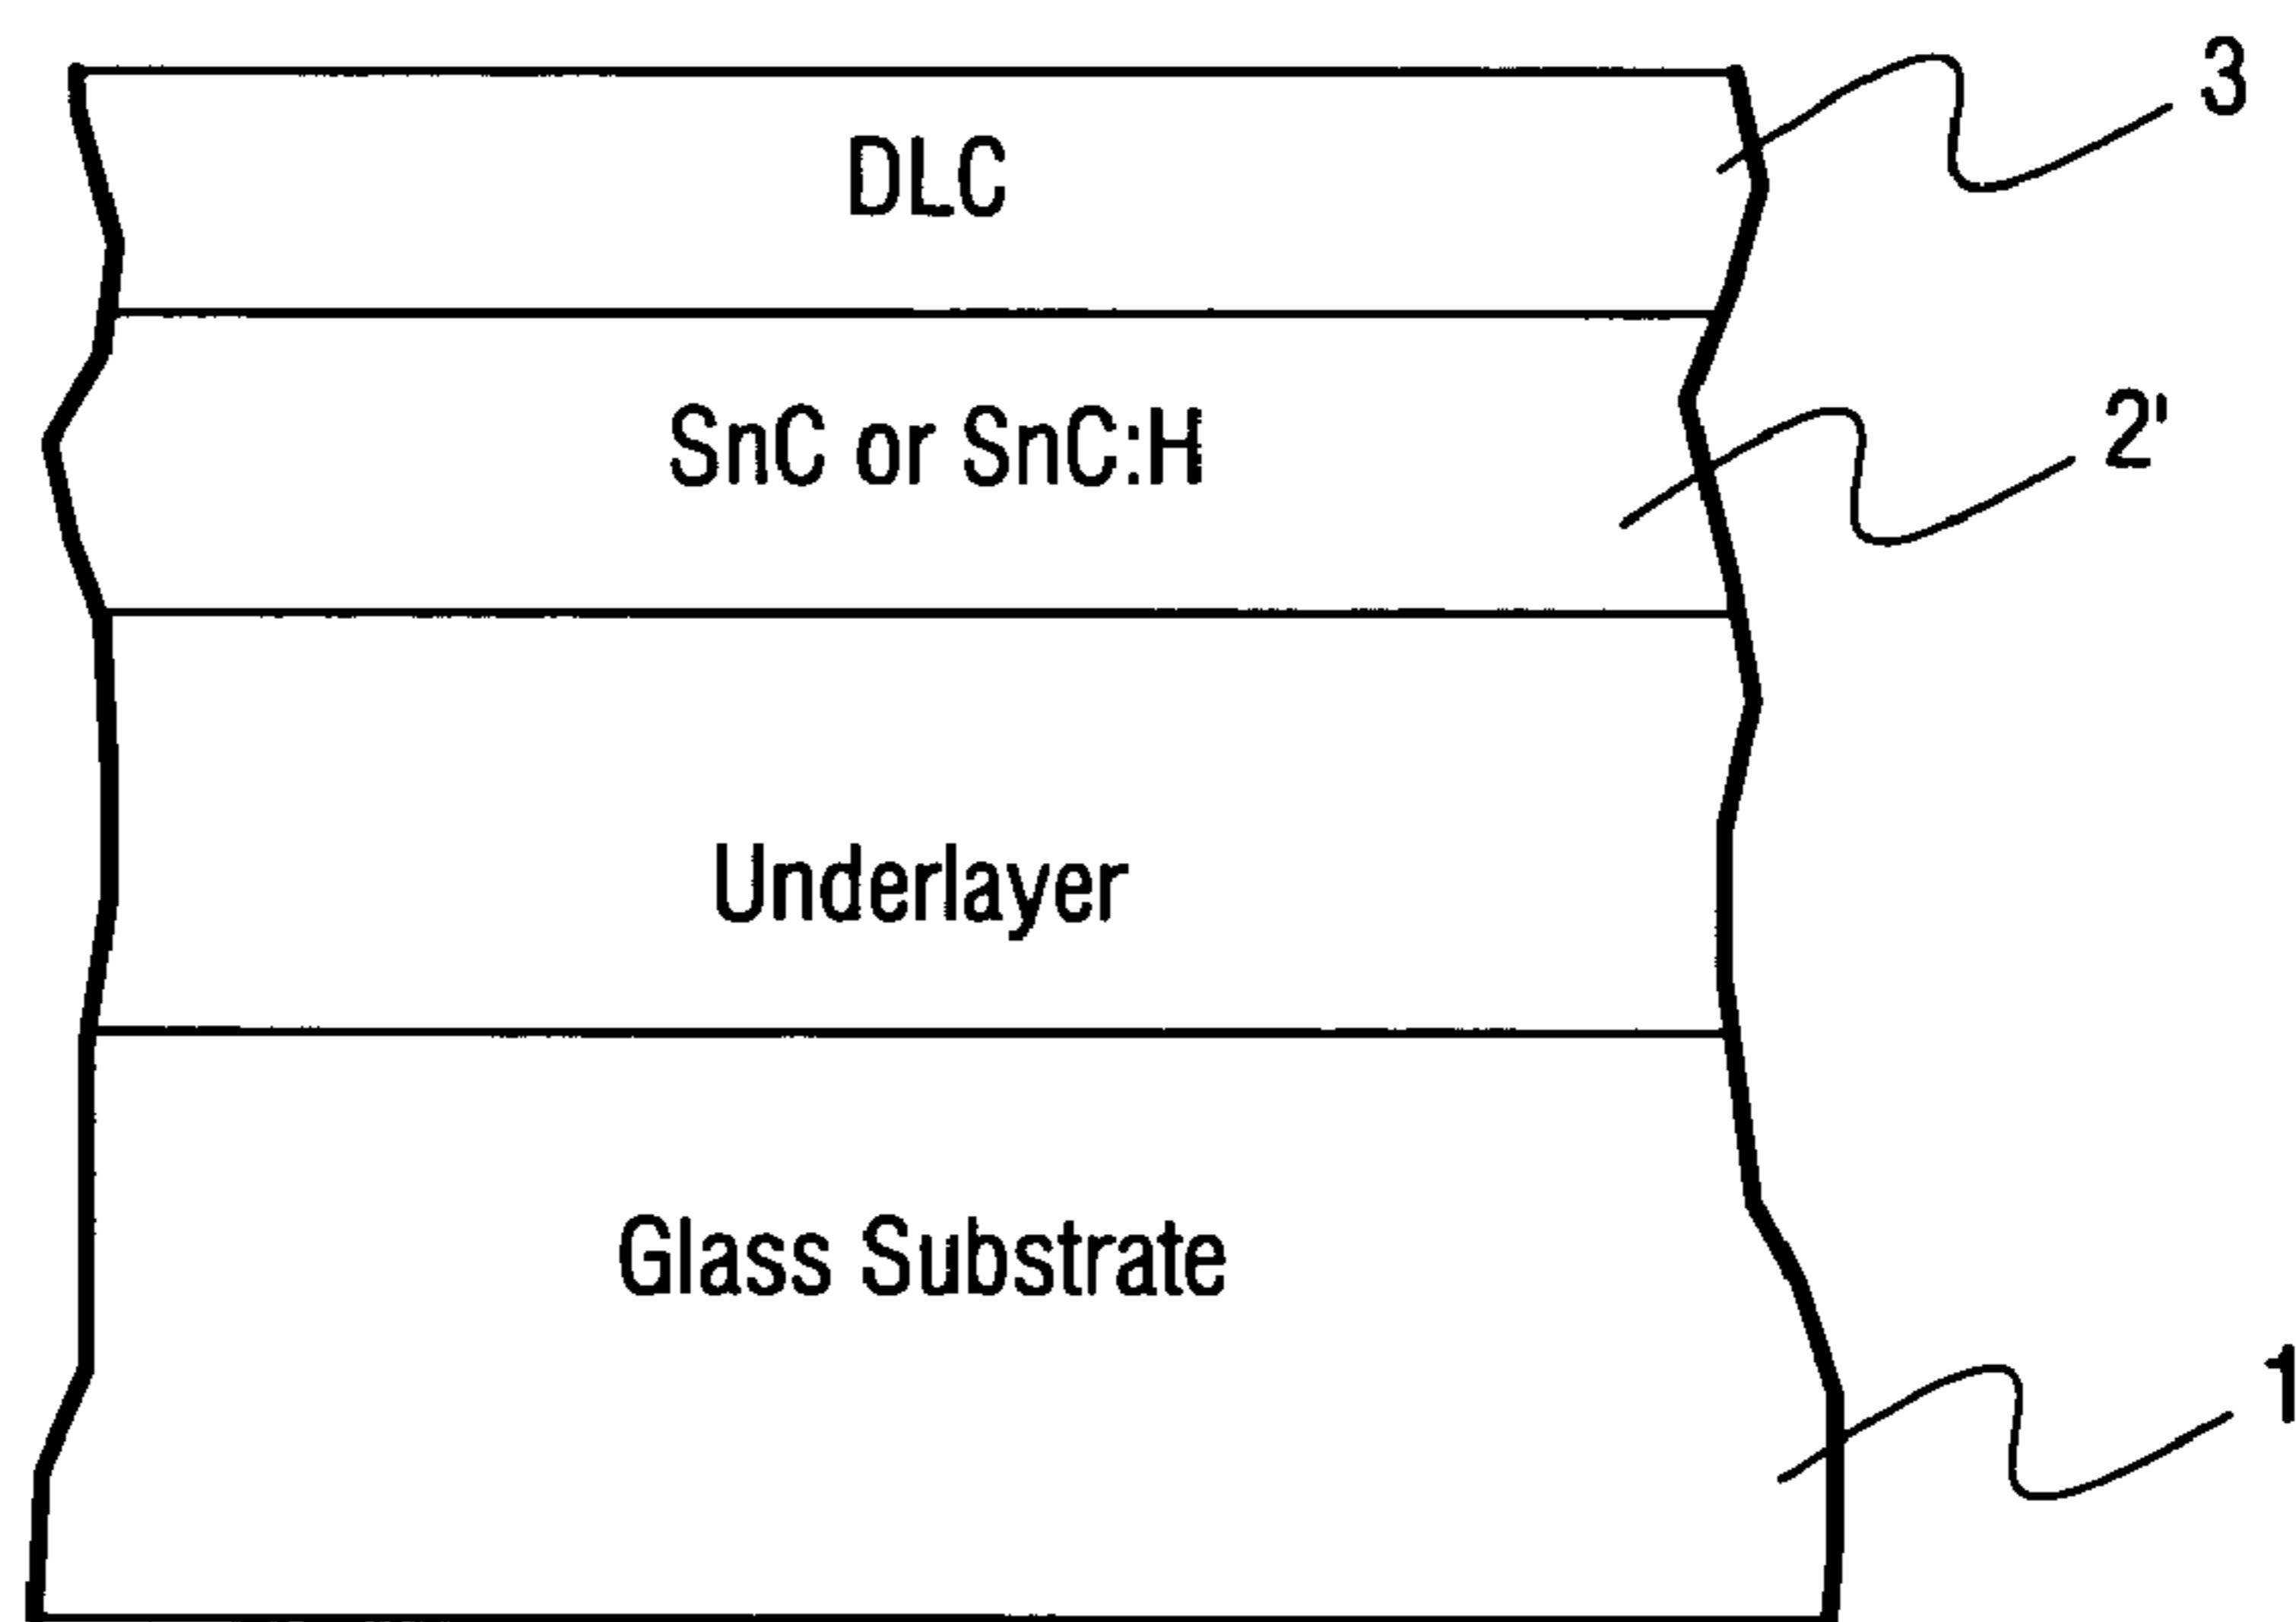 3
DLC
2'
SnC or SnC:H
Underlayer
Glass Substrate
1